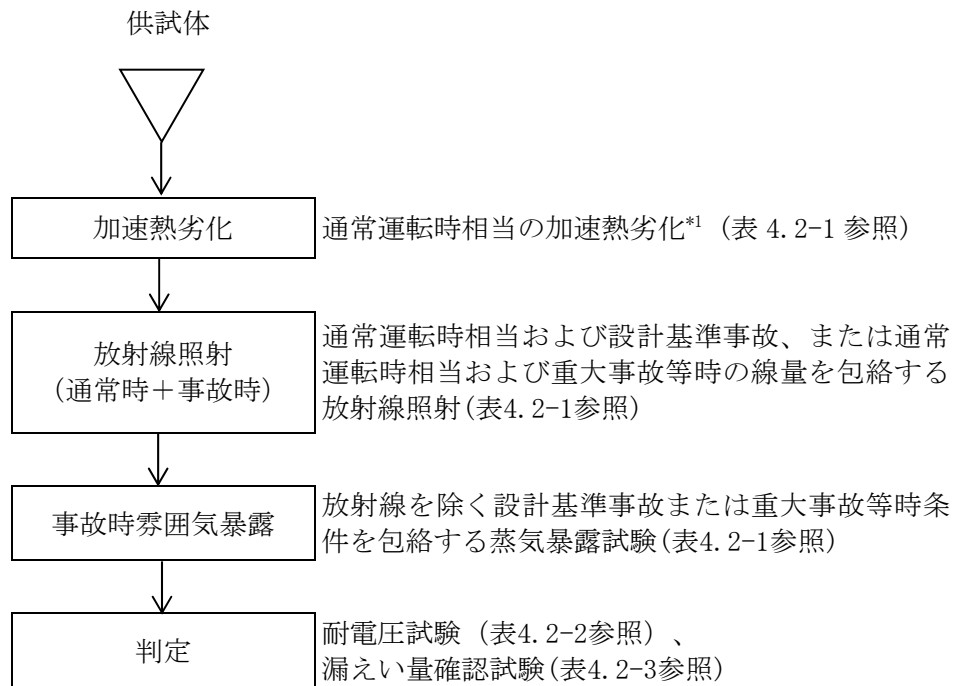 供試体
加速熱劣化
通常運転時相当の加速熱劣化*1 (表 4.2-1 参照)
放射線照射
(通常時＋事故時)
通常運転時相当および設計基準事故、または通常
運転時相当および重大事故等時の線量を包絡する
放射線照射(表4.2-1参照)
事故時雰囲気暴露
放射線を除く設計基準事故または重大事故等時条
件を包絡する蒸気暴露試験(表4.2-1参照)
判定
耐電圧試験 (表4.2-2参照) 、
漏えい量確認試験(表4.2-3参照)